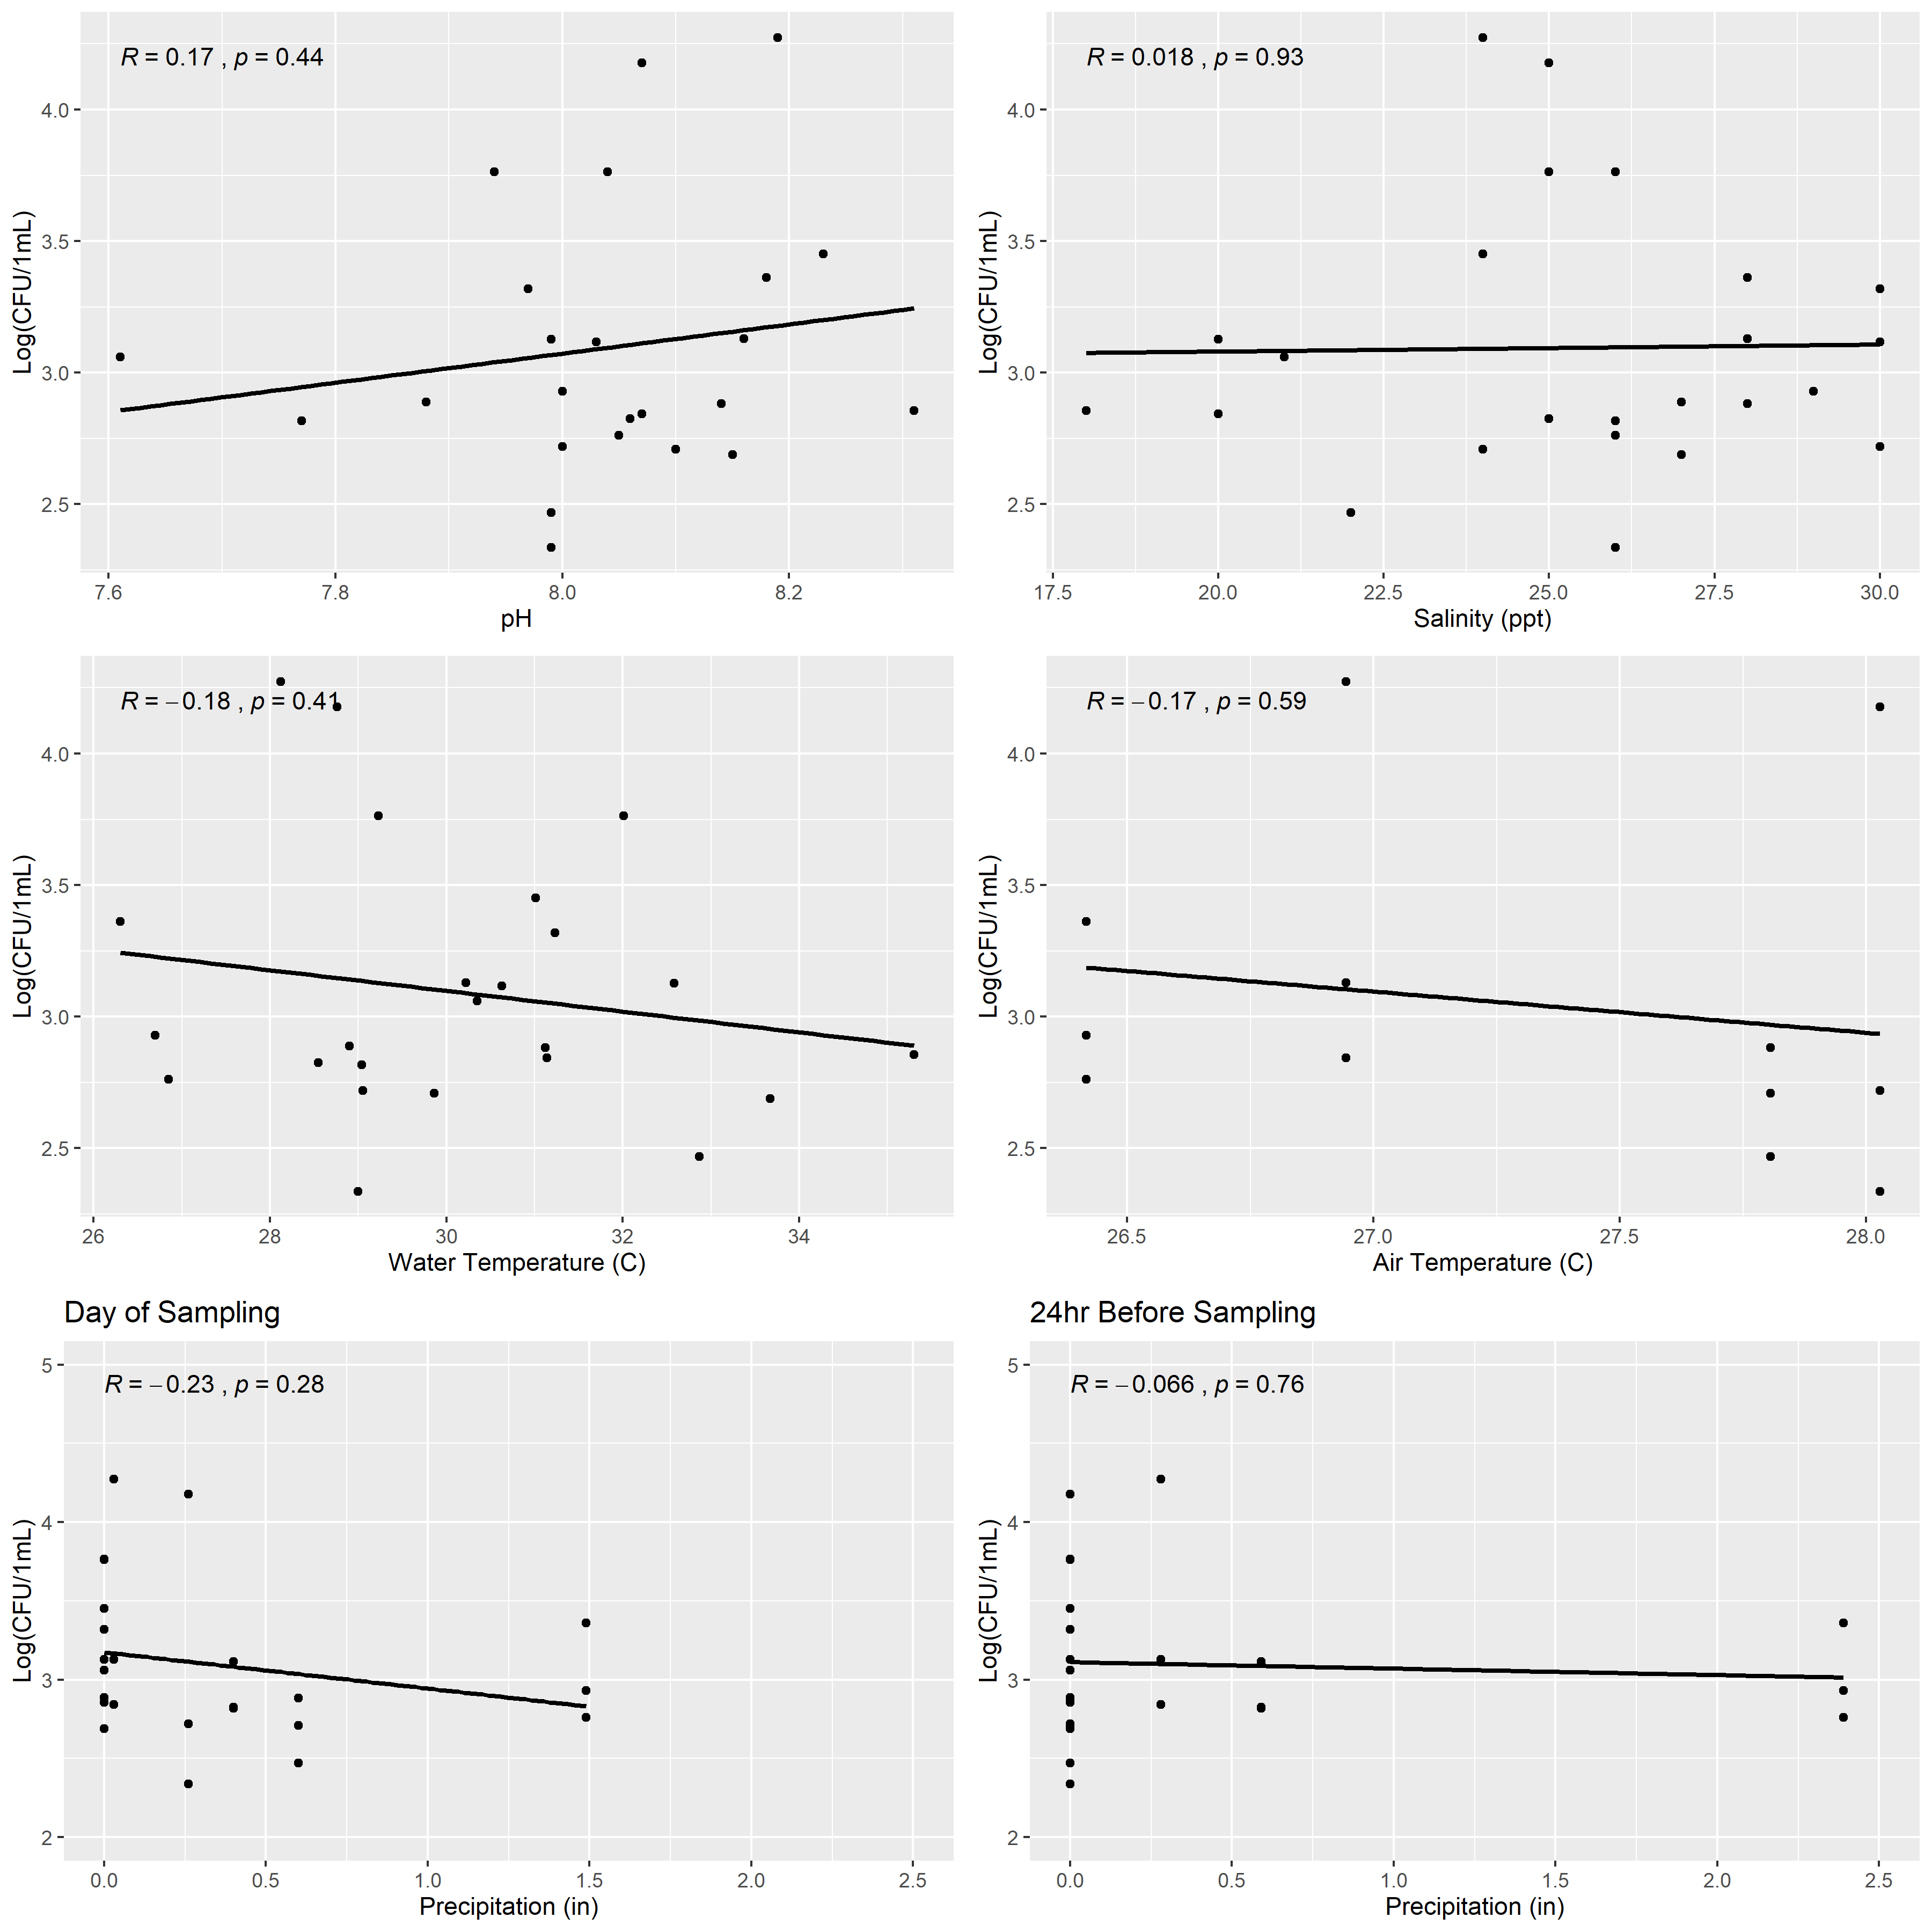 R = 0.17 , p = 0.44
Log(CFU/1mL)
4.0
3.5
3.0
2.5
7.6 7.8 8.0 8.2
pH
R = 0.018 , p = 0.93
Log(CFU/1mL)
4.0
3.5
3.0
2.5
17.5 20.0 22.5 25.0 27.5 30.0
Salinity (ppt)
R = −0.18 , p = 0.41
Log(CFU/1mL)
4.0
3.5
3.0
2.5
26 28 30 32 34
Water Temperature (C)
R = −0.17 , p = 0.59
Log(CFU/1mL)
4.0
3.5
3.0
2.5
26.5 27.0 27.5 28.0
Air Temperature (C)
Day of Sampling
R = −0.23 , p = 0.28
Log(CFU/1mL)
5
4
3
2
0.0 0.5 1.0 1.5 2.0 2.5
Precipitation (in)
24hr Before Sampling
R = −0.066 , p = 0.76
Log(CFU/1mL)
5
4
3
2
0.0 0.5 1.0 1.5 2.0 2.5
Precipitation (in)